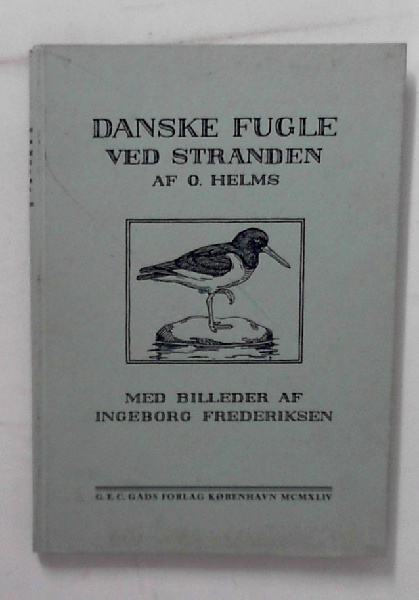 DANSKE FUGLE
VED STRANDEN
AF O. HELMS
MED BILLEDER AF
INGEBORG FREDERIKSEN
G. E. C. GADS FORLAG KØBENHAVN MCMXLIV